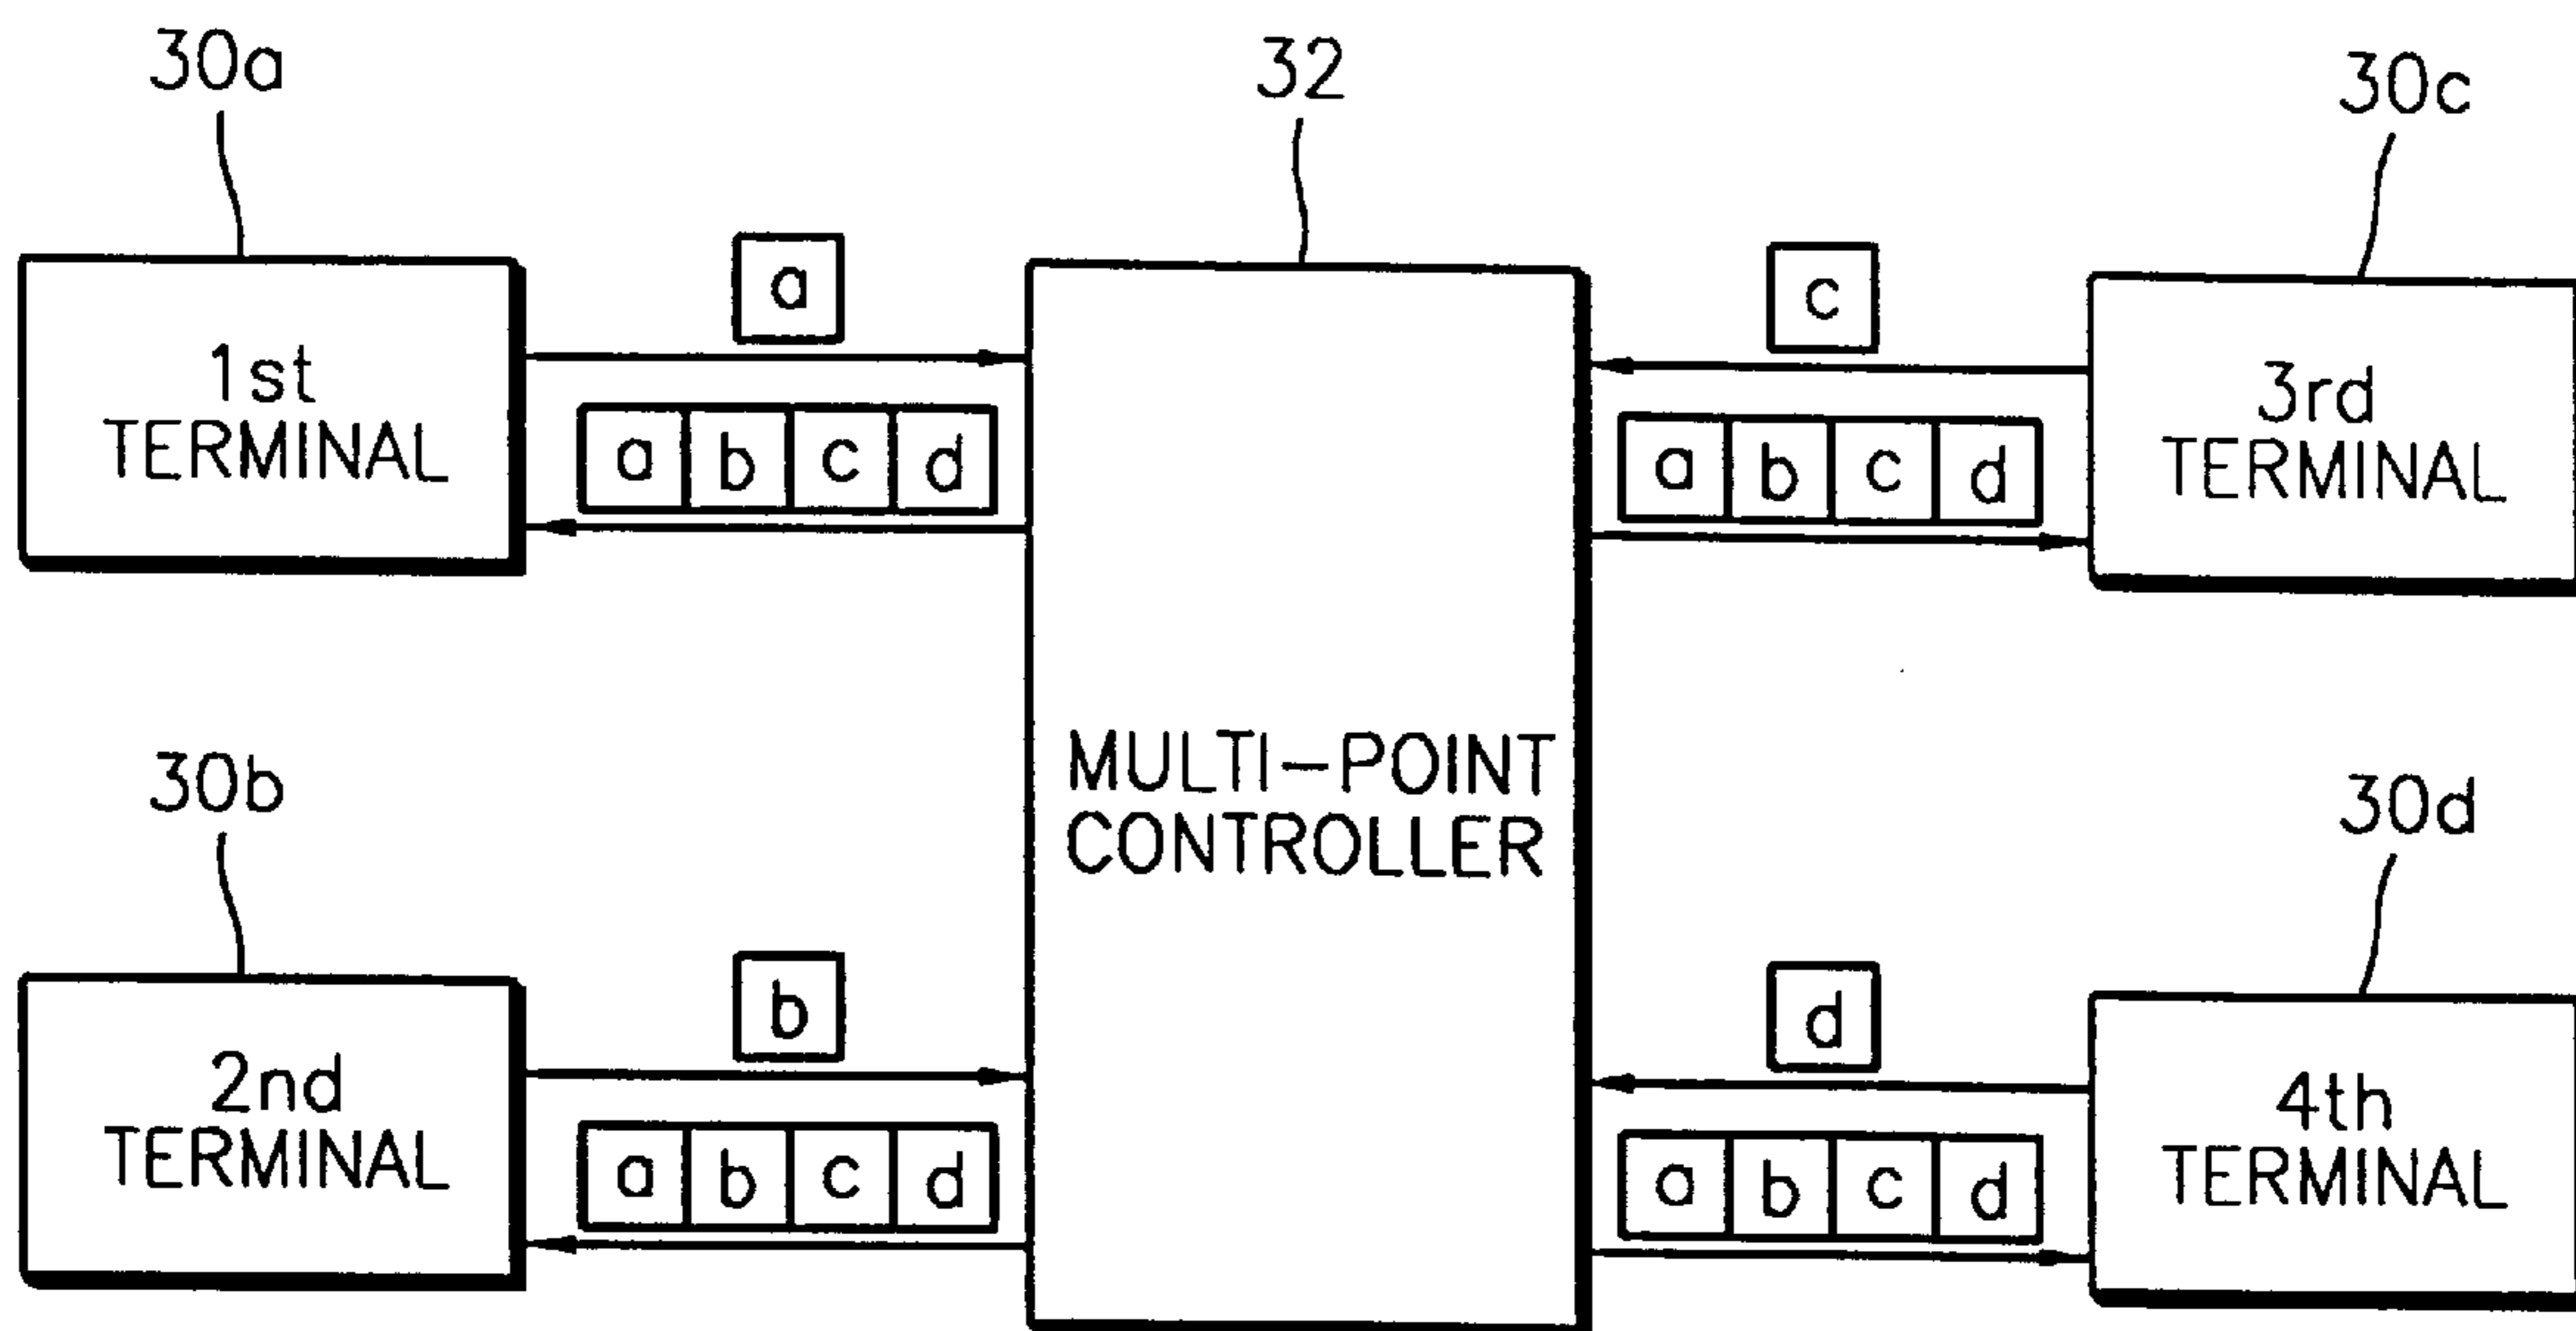 30a
32
30c
a
c
1st
TERMINAL
a b c d
a b c d
3rd
TERMINAL
MULTI-POINT
CONTROLLER
30b
30d
b
d
2nd
TERMINAL
a b c d
a b c d
4th
TERMINAL